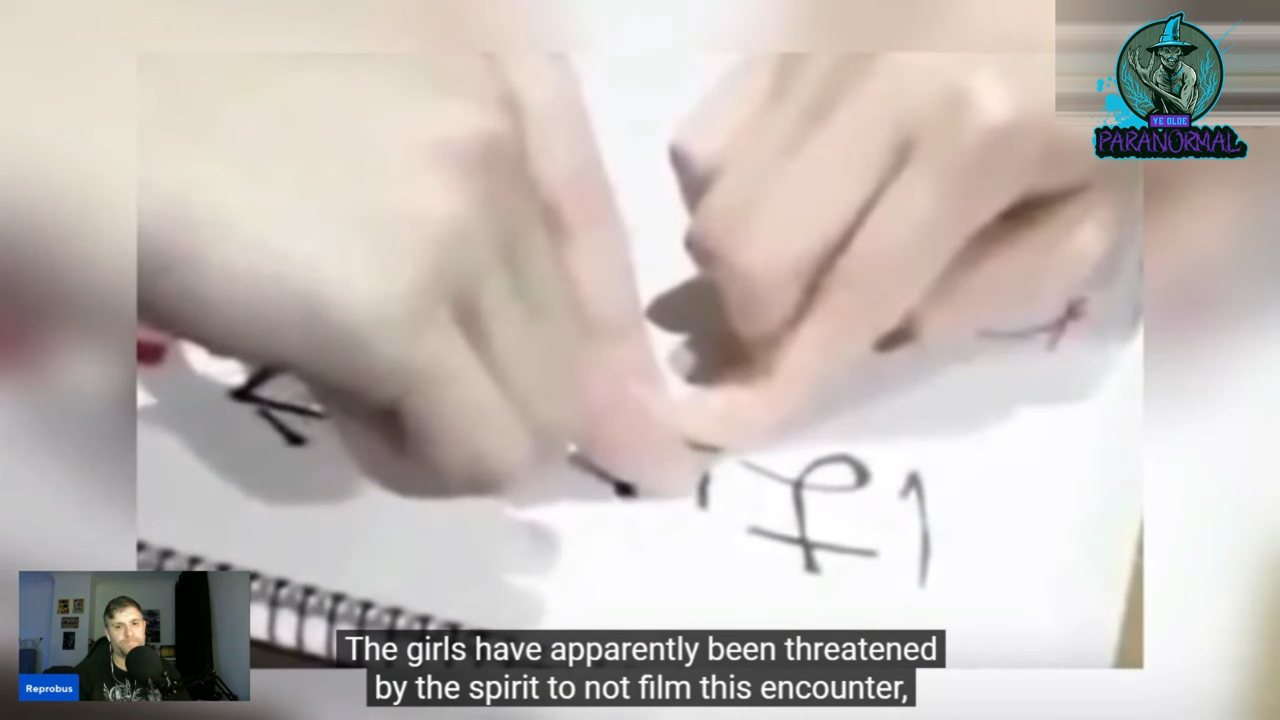 YE OLDE
PARANORMAL
Reprobus
The girls have apparently been threatened
by the spirit to not film this encounter,